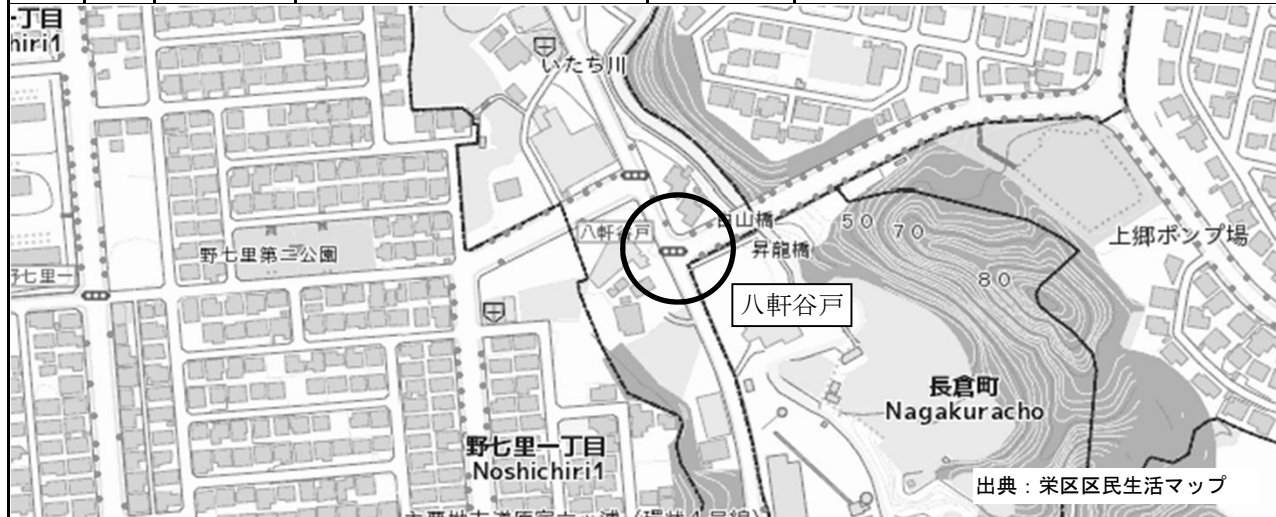 一丁目
hiri1
いたち川
八軒谷戸
白山橋
昇龍橋
50
70
80
上郷ポンプ場
野七里第二公園
野七里一
八軒谷戸
長倉町
Nagakuracho
野七里一丁目
Noshichiri1
出典：栄区区民生活マップ